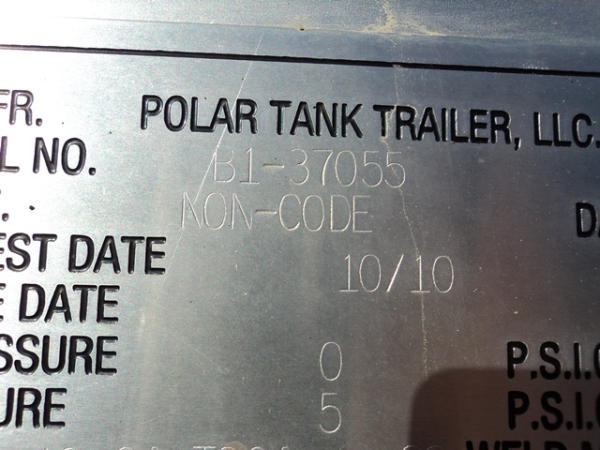 FR. POLAR TANK TRAILER, LLC.
L NO. B1-37055
NON-CODE
EST DATE 10/10
E DATE
SSURE 0 P.S.I.G
URE 5 P.S.I.G